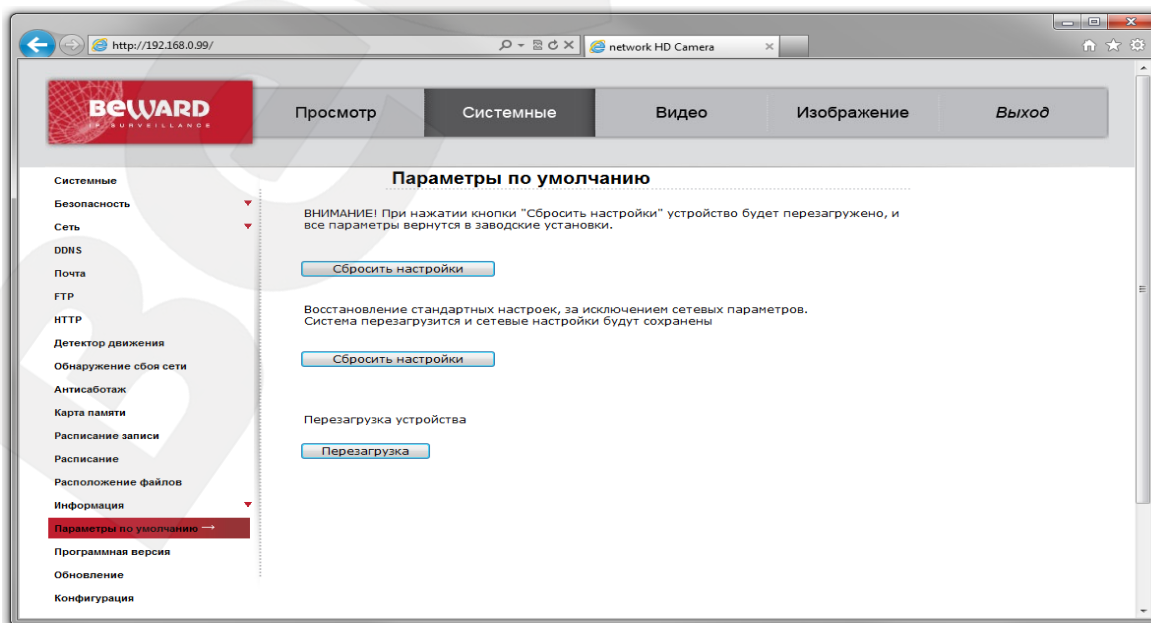 http://192.168.0.99/
network HD Camera
BEWARD
IP SURVEILLANCE
Просмотр
Системные
Видео
Изображение
Выход
Системные
Безопасность
Сеть
DDNS
Почта
FTP
HTTP
Детектор движения
Обнаружение сбоя сети
Антисаботаж
Карта памяти
Расписание записи
Расписание
Расположение файлов
Информация
Параметры по умолчанию →
Программная версия
Обновление
Конфигурация
Параметры по умолчанию
ВНИМАНИЕ! При нажатии кнопки "Сбросить настройки" устройство будет перезагружено, и
все параметры вернутся в заводские установки.
Сбросить настройки
Восстановление стандартных настроек, за исключением сетевых параметров.
Система перезагрузится и сетевые настройки будут сохранены
Сбросить настройки
Перезагрузка устройства
Перезагрузка